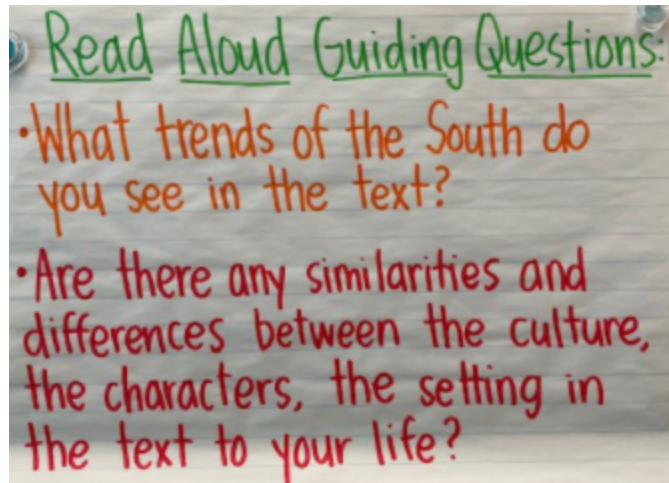 Read Aloud Guiding Questions:
•What trends of the South do
you see in the text?
•Are there any similarities and
differences between the culture,
the characters, the setting in
the text to your life?